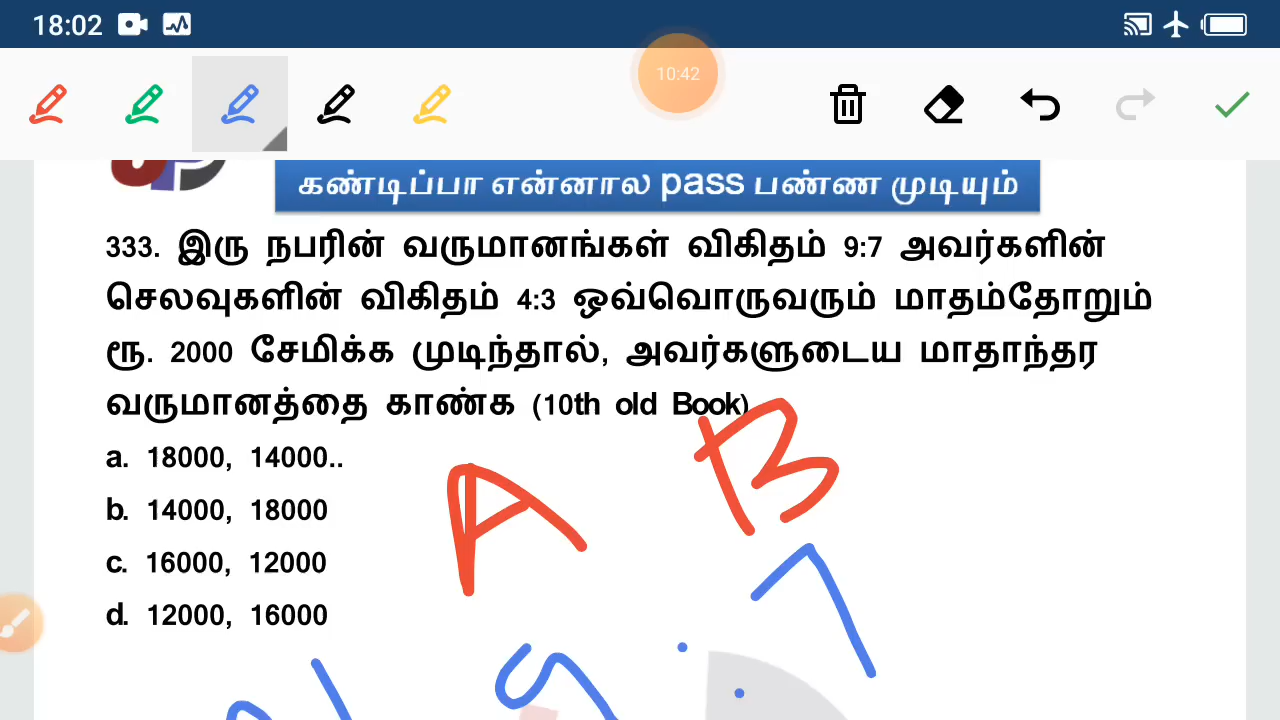 18:02
10:42
கண்டிப்பா என்னால pass பண்ண முடியும்
333. இரு நபரின் வருமானங்கள் விகிதம் 9:7 அவர்களின்
செலவுகளின் விகிதம் 4:3 ஒவ்வொருவரும் மாதம்தோறும்
ரூ. 2000 சேமிக்க முடிந்தால், அவர்களுடைய மாதாந்தர
வருமானத்தை காண்க (10th old Book)
a. 18000, 14000..
b. 14000, 18000
c. 16000, 12000
d. 12000, 16000
A B
9 : 7